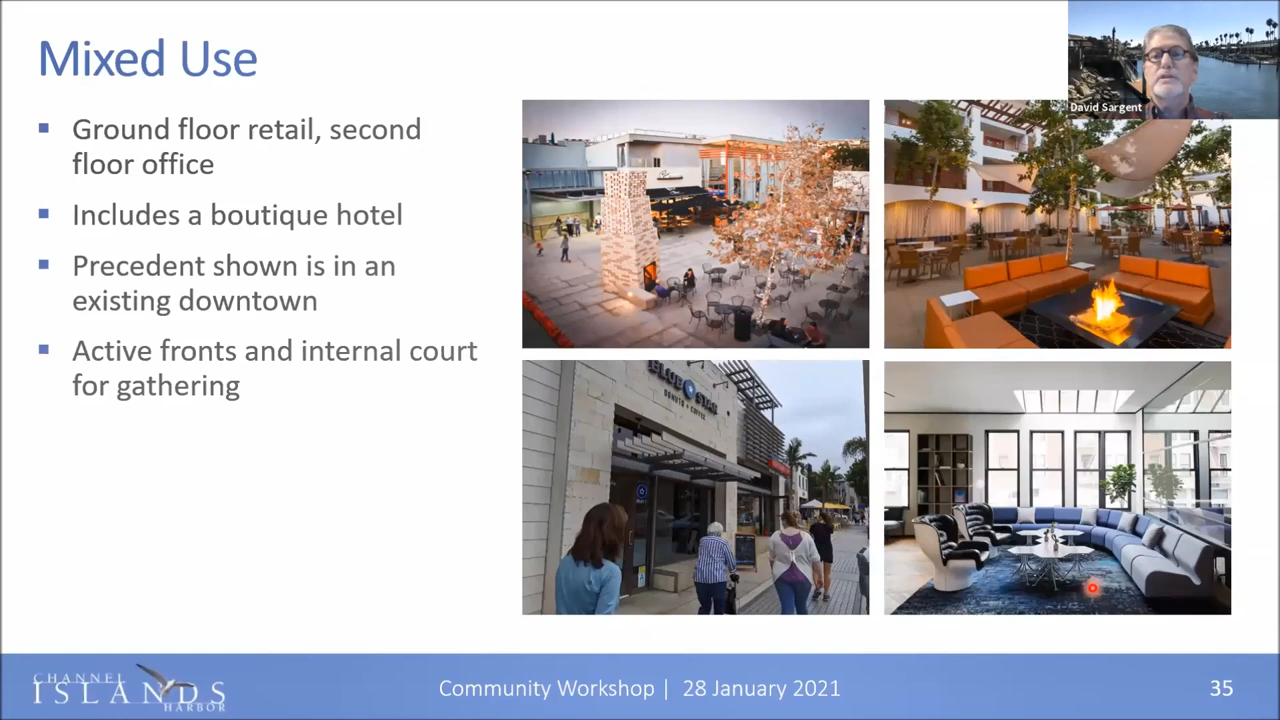 Mixed Use
▪ Ground floor retail, second
floor office
▪ Includes a boutique hotel
▪ Precedent shown is in an
existing downtown
▪ Active fronts and internal court
for gathering
David Sargent
BLUE STAR
DONUTS + COFFEE
CHANNEL
ISLANDS
HARBOR
Community Workshop | 28 January 2021
35